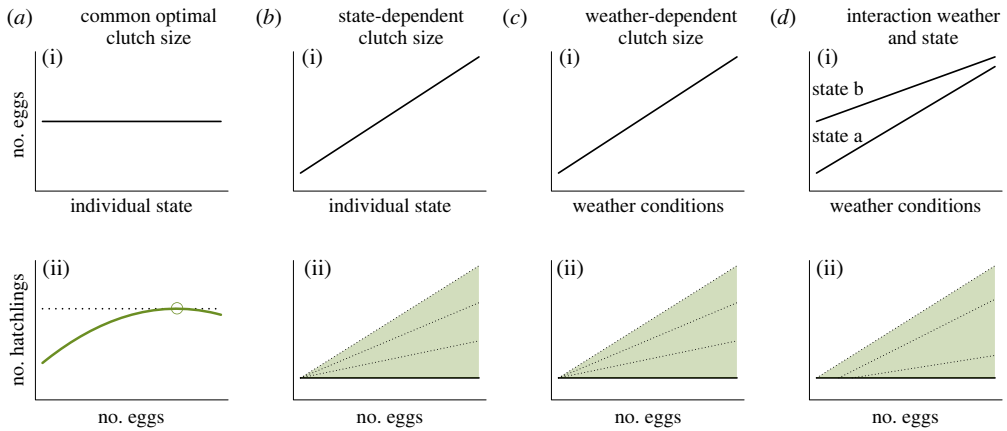 (a) common optimal
clutch size
(i)
no. eggs
individual state
(ii)
no. hatchlings
no. eggs
(b) state-dependent
clutch size
(i)
individual state
(ii)
no. eggs
(c) weather-dependent
clutch size
(i)
weather conditions
(ii)
no. eggs
(d) interaction weather
and state
(i)
state b
state a
weather conditions
(ii)
no. eggs